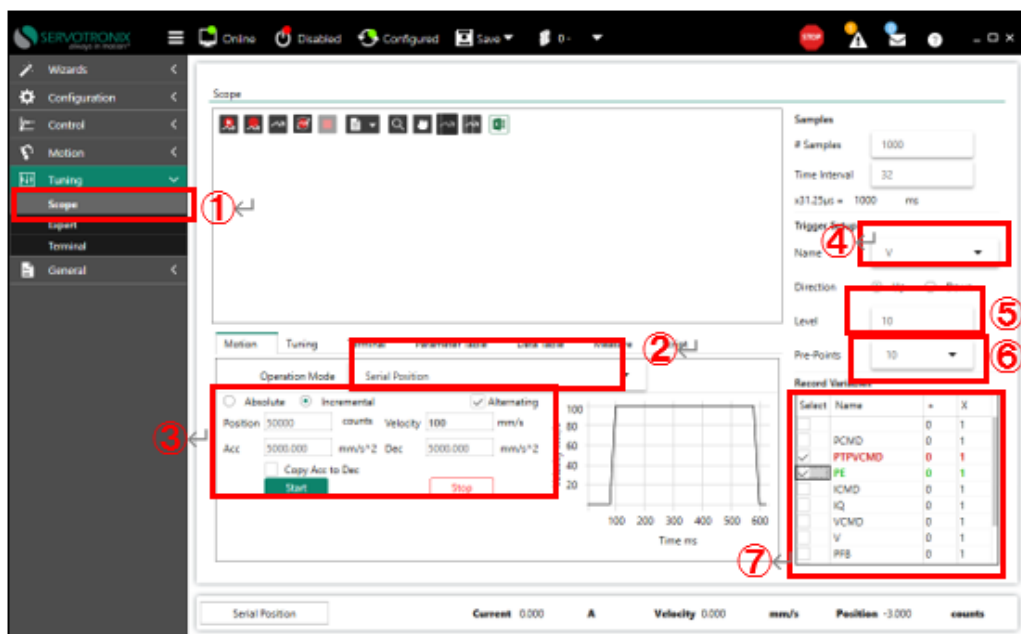 SERVOTRONIX
always in motion
Online
Disabled
Configured
Save
0 -
STOP
Wizards
Configuration
Control
Motion
Tuning
Scope
Expert
Terminal
General
①
Scope
Samples
# Samples 1000
Time Interval 32
x31.25µs = 1000 ms
Trigger Setup
④
Name V
Direction Up Down
Level 10
⑤
Pre-Points 10
⑥
Motion Tuning Terminal Parameter Table Data Table Measure
②
Operation Mode Serial Position
③
Absolute Incremental Alternating
Position 50000 counts Velocity 100 mm/s
Acc 5000.000 mm/s^2 Dec 5000.000 mm/s^2
Copy Acc to Dec
Start Stop
100
80
60
40
20
100 200 300 400 500 600
Time ms
Record Variables
Select Name + X
0 1
PCMD 0 1
PTPVCMD 0 1
PE 0 1
ICMD 0 1
IQ 0 1
VCMD 0 1
V 0 1
PFB 0 1
⑦
Serial Position Current 0.000 A Velocity 0.000 mm/s Position -3.000 counts